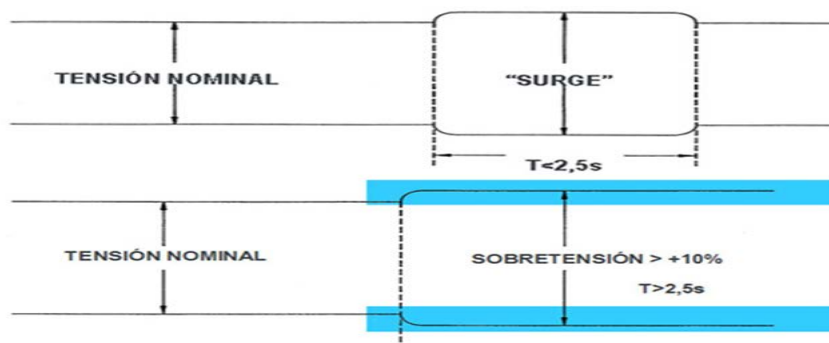 TENSIÓN NOMINAL
“SURGE”
T<2,5s
TENSIÓN NOMINAL
SOBRETENSIÓN > +10%
T>2,5s